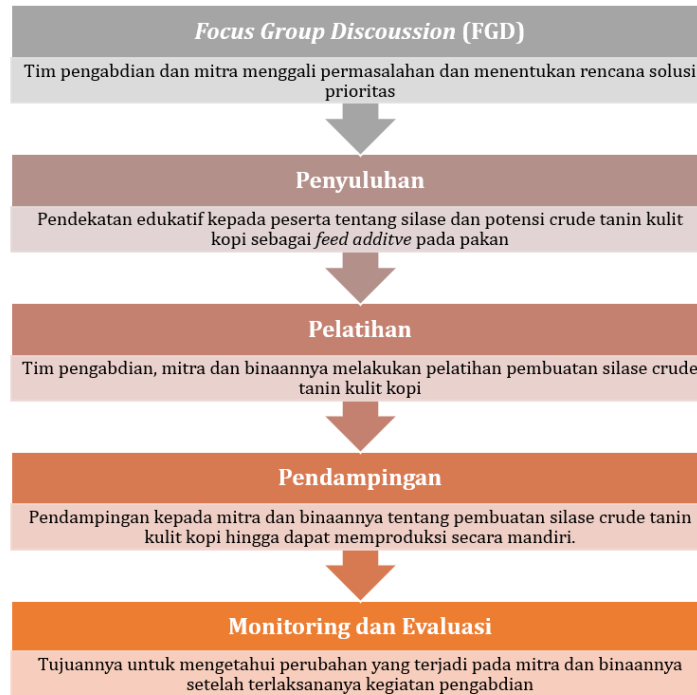 Focus Group Discoussion (FGD)
Tim pengabdian dan mitra menggali permasalahan dan menentukan rencana solusi
prioritas
Penyuluhan
Pendekatan edukatif kepada peserta tentang silase dan potensi crude tanin kulit
kopi sebagai feed additve pada pakan
Pelatihan
Tim pengabdian, mitra dan binaannya melakukan pelatihan pembuatan silase crude
tanin kulit kopi
Pendampingan
Pendampingan kepada mitra dan binaannya tentang pembuatan silase crude tanin
kulit kopi hingga dapat memproduksi secara mandiri.
Monitoring dan Evaluasi
Tujuannya untuk mengetahui perubahan yang terjadi pada mitra dan binaannya
setelah terlaksananya kegiatan pengabdian